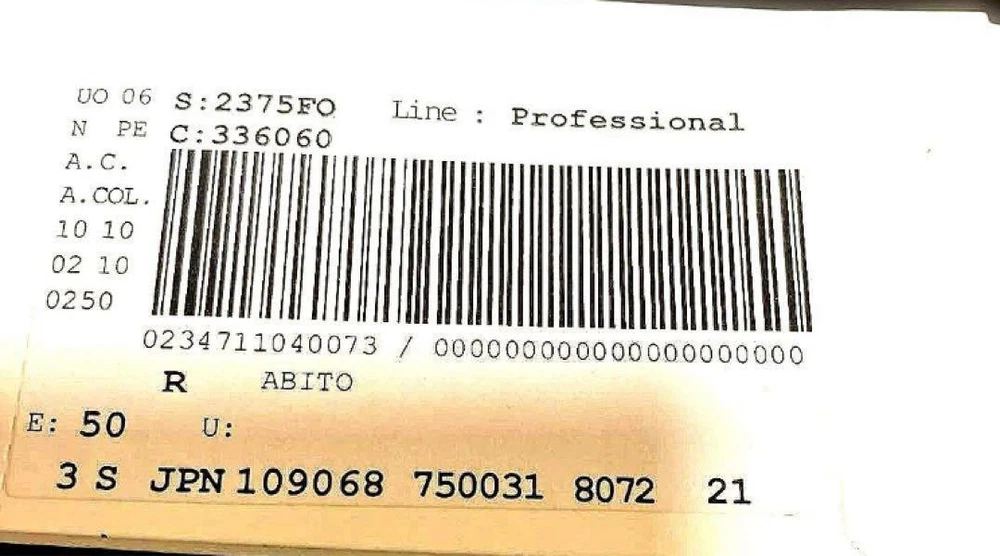 UO 06 S:2375FO Line : Professional
N PE C:336060
A.C.
A.COL.
10 10
02 10
0250
0234711040073 / 000000000000000000000
R ABITO
E: 50 U:
3 S JPN 109068 750031 8072 21